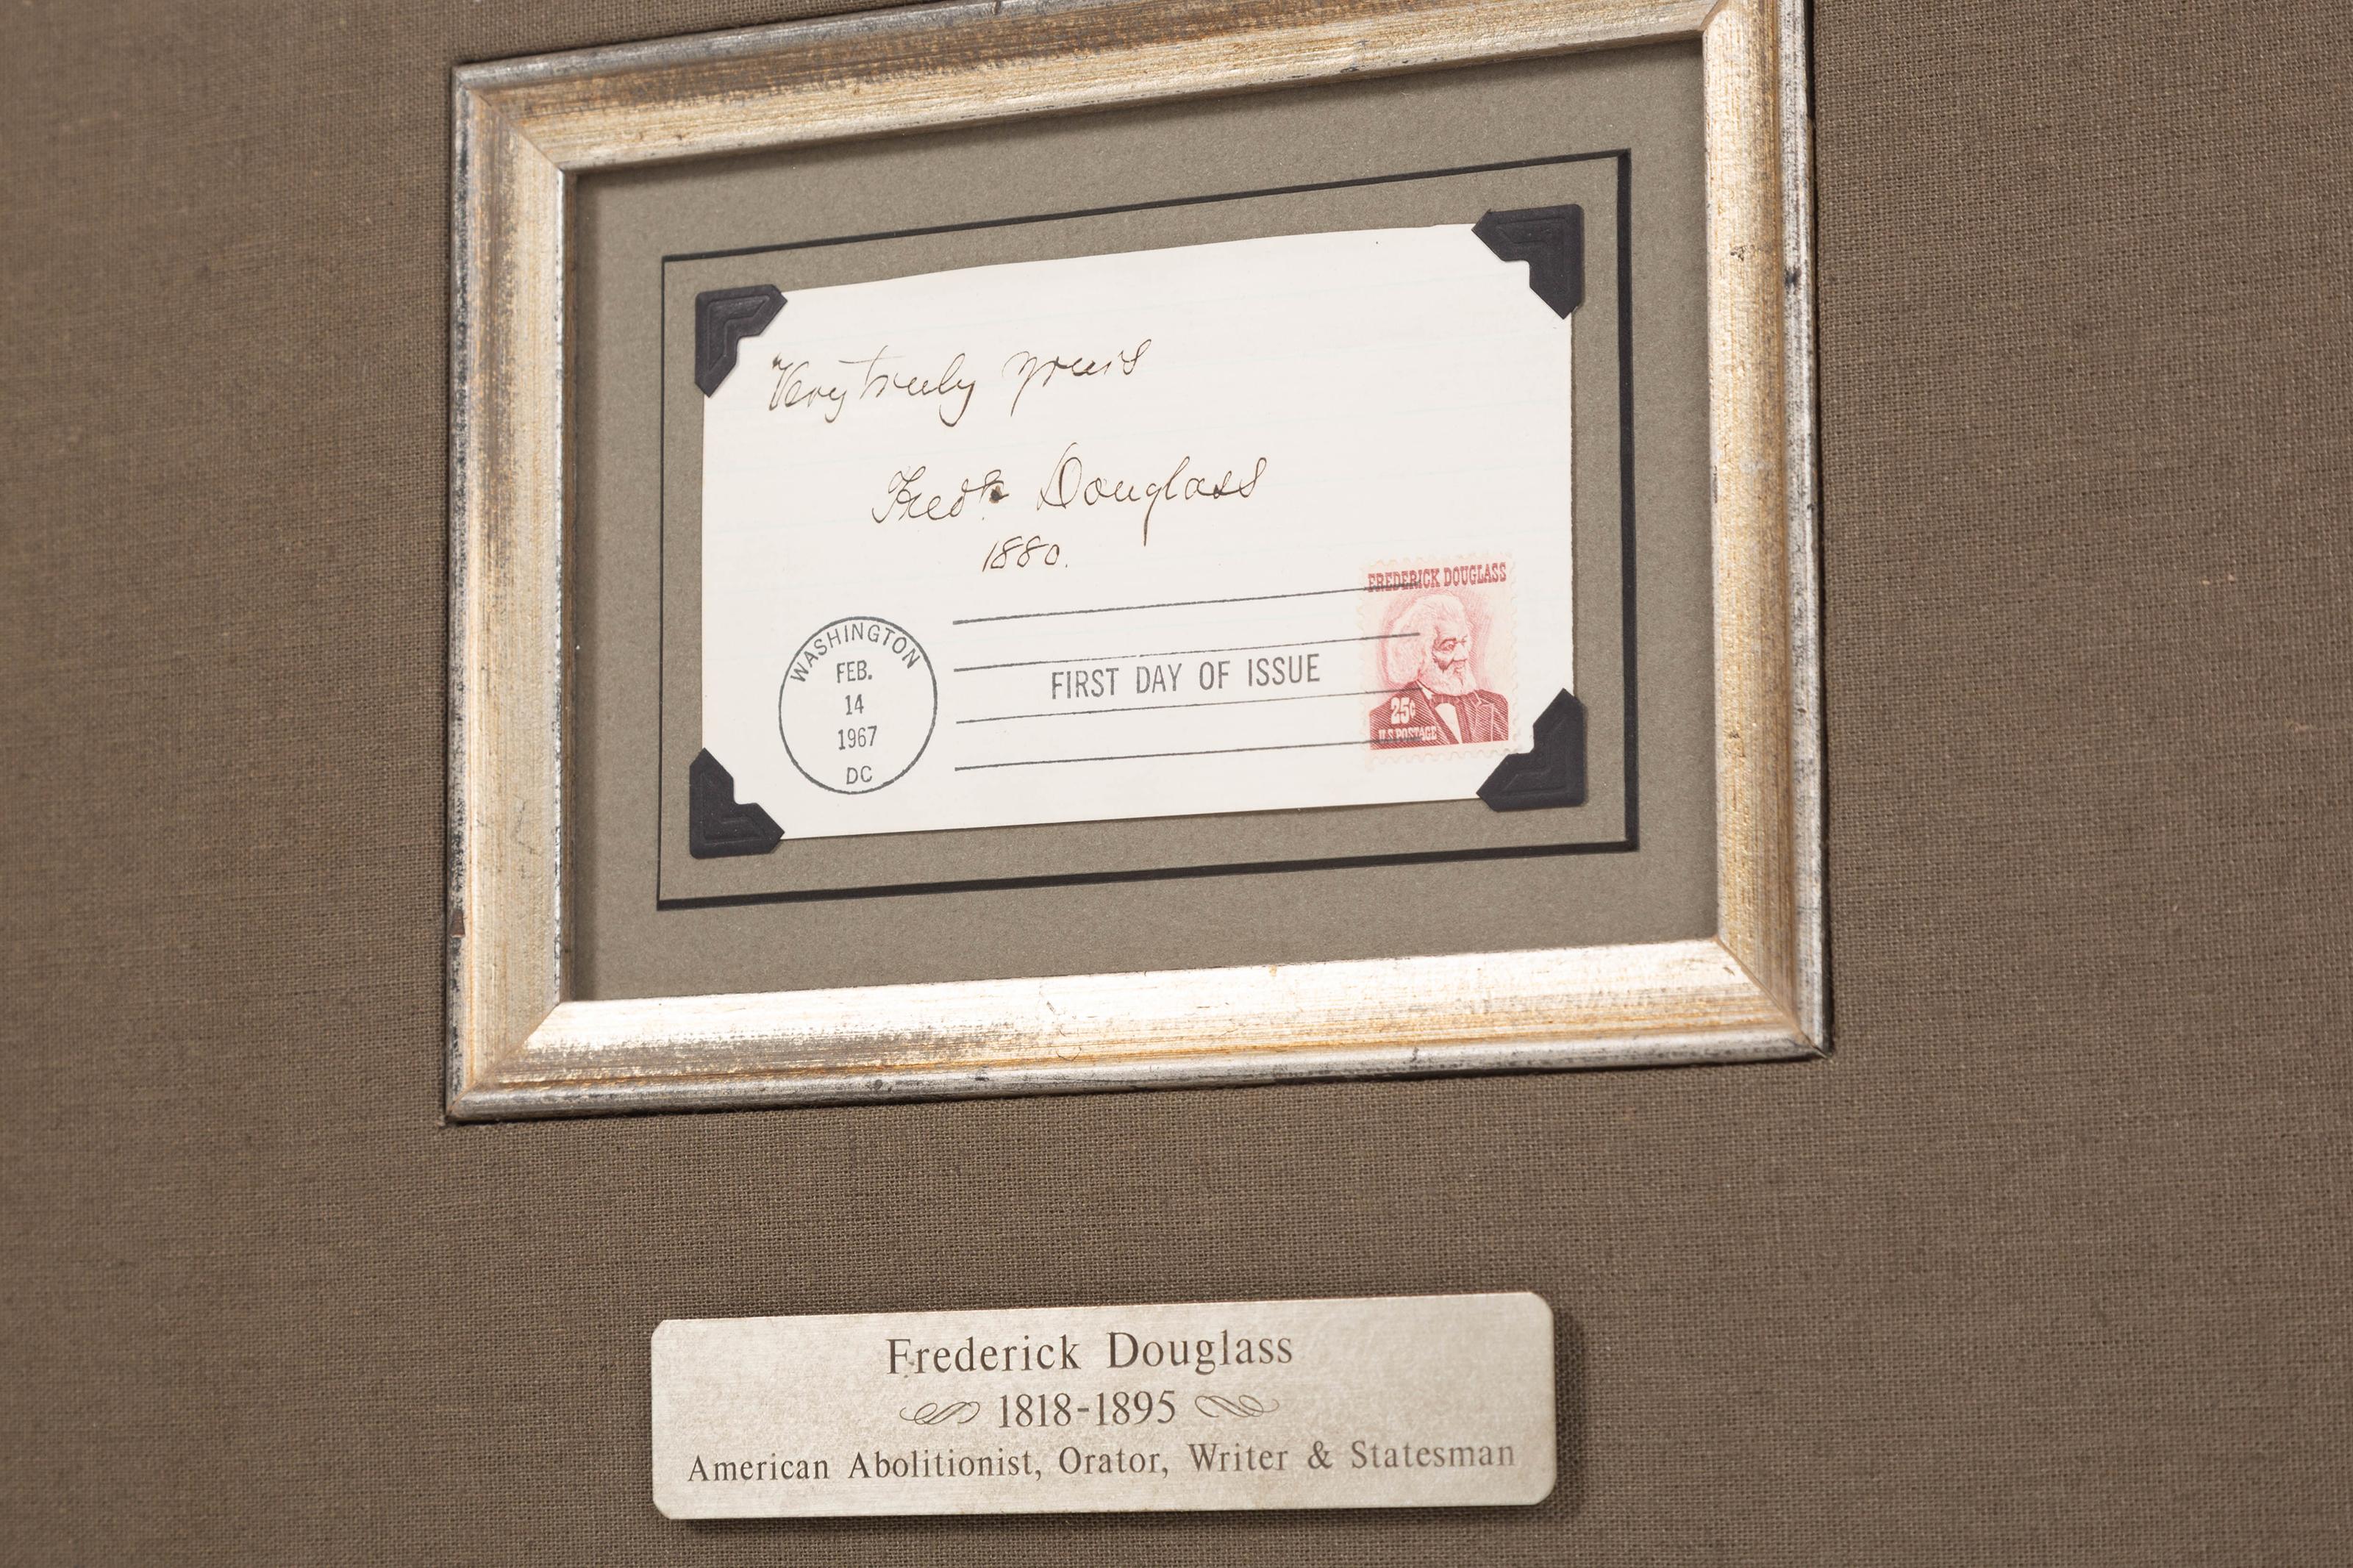 Very truly yours
Fredk. Douglass
1880.
FREDERICK DOUGLASS
25¢
U.S. POSTAGE
WASHINGTON
FEB.
14
1967
DC
FIRST DAY OF ISSUE
Frederick Douglass
1818-1895
American Abolitionist, Orator, Writer & Statesman